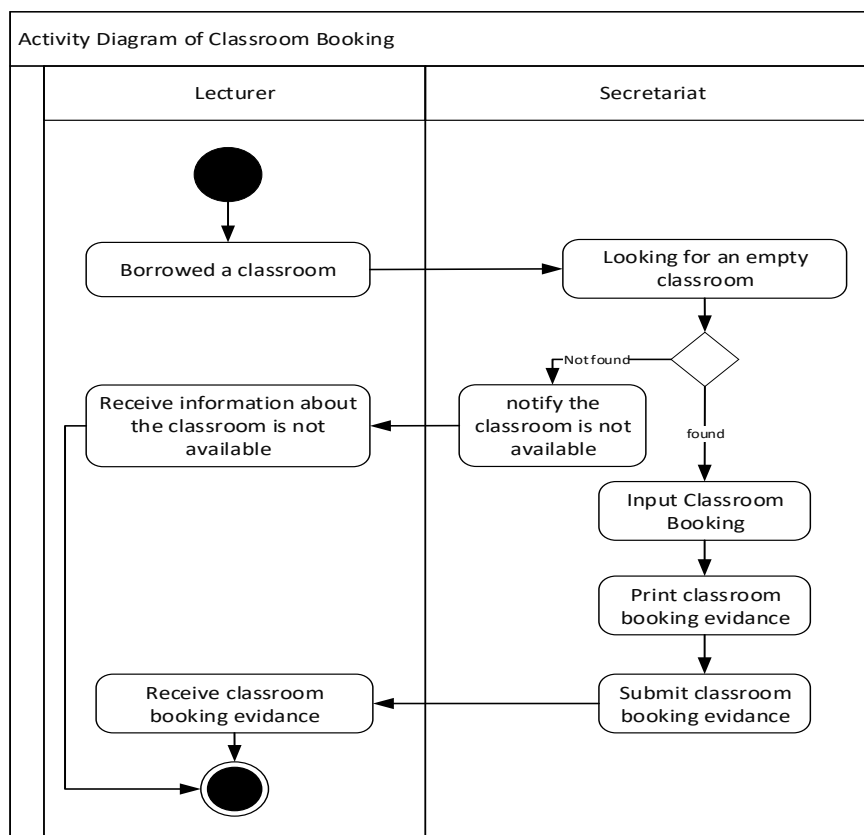 Activity Diagram of Classroom Booking
Lecturer
Secretariat
Borrowed a classroom
Looking for an empty
classroom
Not found
Receive information about
the classroom is not
available
notify the
classroom is not
available
found
Input Classroom
Booking
Print classroom
booking evidance
Receive classroom
booking evidance
Submit classroom
booking evidance